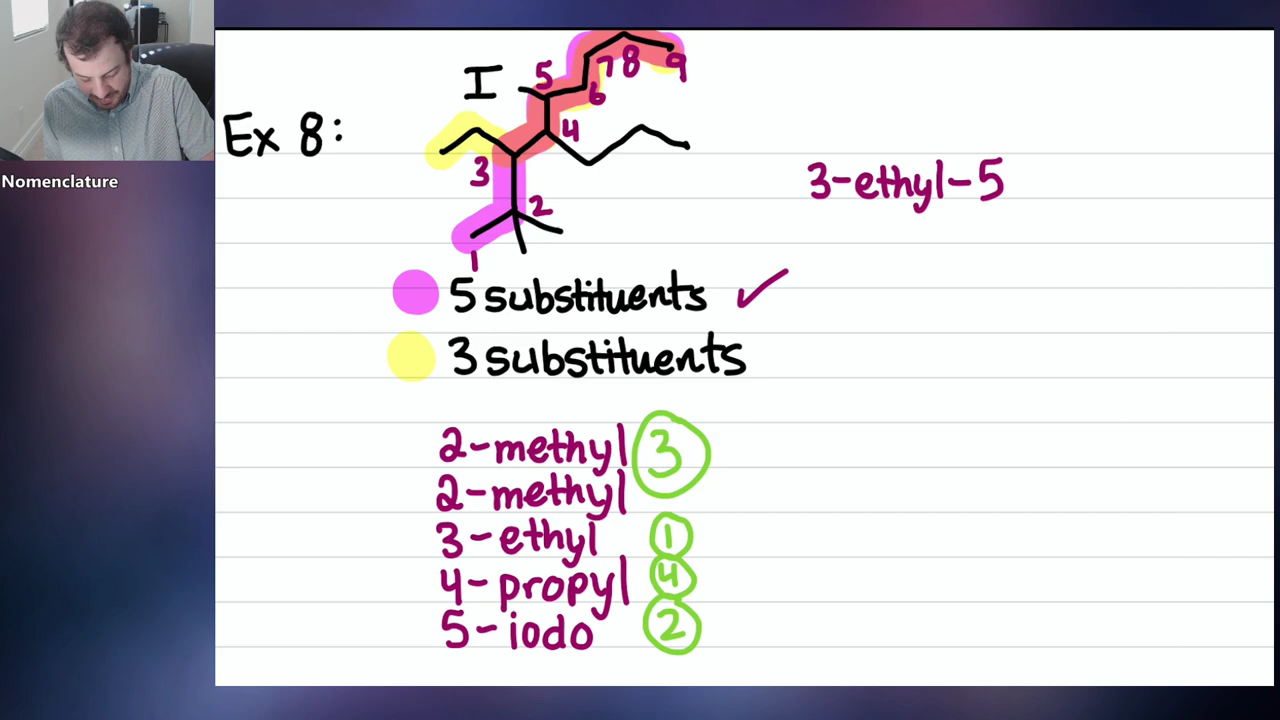 Nomenclature
Ex 8:
I
5
7 8 9
6
4
3
2
1
3-ethyl-5
5 substituents ✓
3 substituents
2-methyl 3
2-methyl
3-ethyl 1
4-propyl 4
5-iodo 2